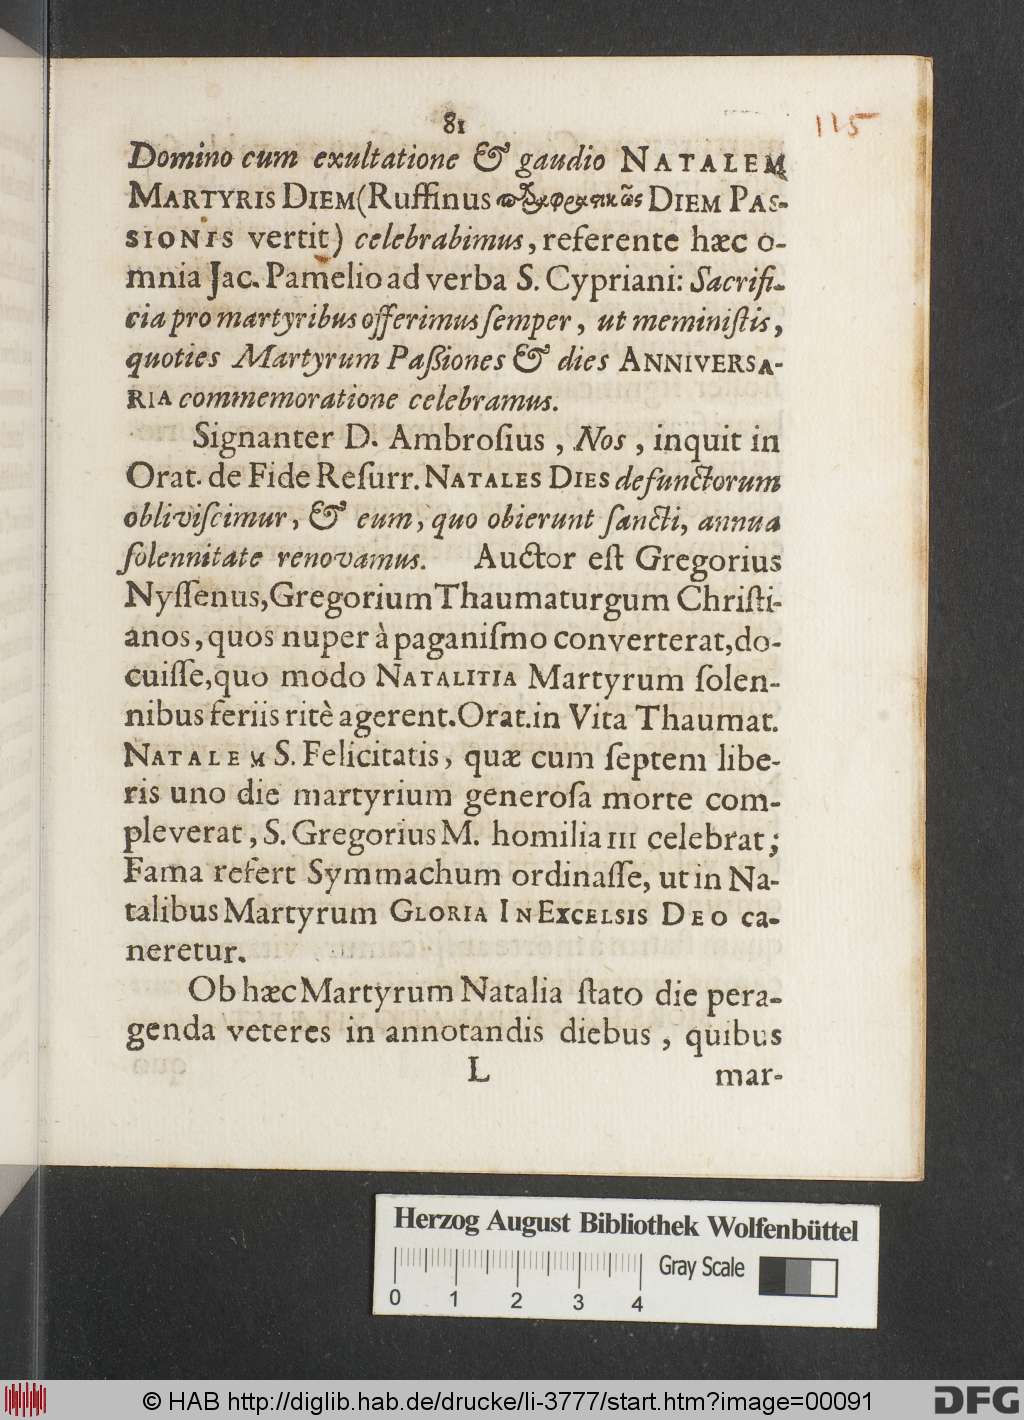 81
115
Domino cum exultatione & gaudio NATALEM
MARTYRIS DIEM (Ruffinus παραφραστικῶς DIEM PAS-
SIONIS vertit) celebrabimus, referente hæc o-
mnia Jac. Pamelio ad verba S. Cypriani: Sacrifi-
cia pro martyribus offerimus ſemper, ut meminiſtis,
quoties Martyrum Paſsiones & dies ANNIVERSA-
RIA commemoratione celebramus.
Signanter D. Ambroſius, Nos, inquit in
Orat. de Fide Reſurr. NATALES DIES defunctorum
obliviſcimur, & eum, quo obierunt ſancti, annua
ſolennitate renovamus. Auctor eſt Gregorius
Nyſſenus, Gregorium Thaumaturgum Chriſti-
anos, quos nuper à paganiſmo converterat, do-
cuiſſe, quo modo NATALITIA Martyrum ſolen-
nibus feriis ritè agerent. Orat. in Vita Thaumat.
NATALEM S. Felicitatis, quæ cum ſeptem libe-
ris uno die martyrium generoſa morte com-
pleverat, S. Gregorius M. homilia III celebrat;
Fama refert Symmachum ordinaſſe, ut in Na-
talibus Martyrum GLORIA IN EXCELSIS DEO ca-
neretur.
Ob hæc Martyrum Natalia ſtato die pera-
genda veteres in annotandis diebus, quibus
L mar-
Herzog August Bibliothek Wolfenbüttel
0 1 2 3 4 Gray Scale
© HAB http://diglib.hab.de/drucke/li-3777/start.htm?image=00091
DFG